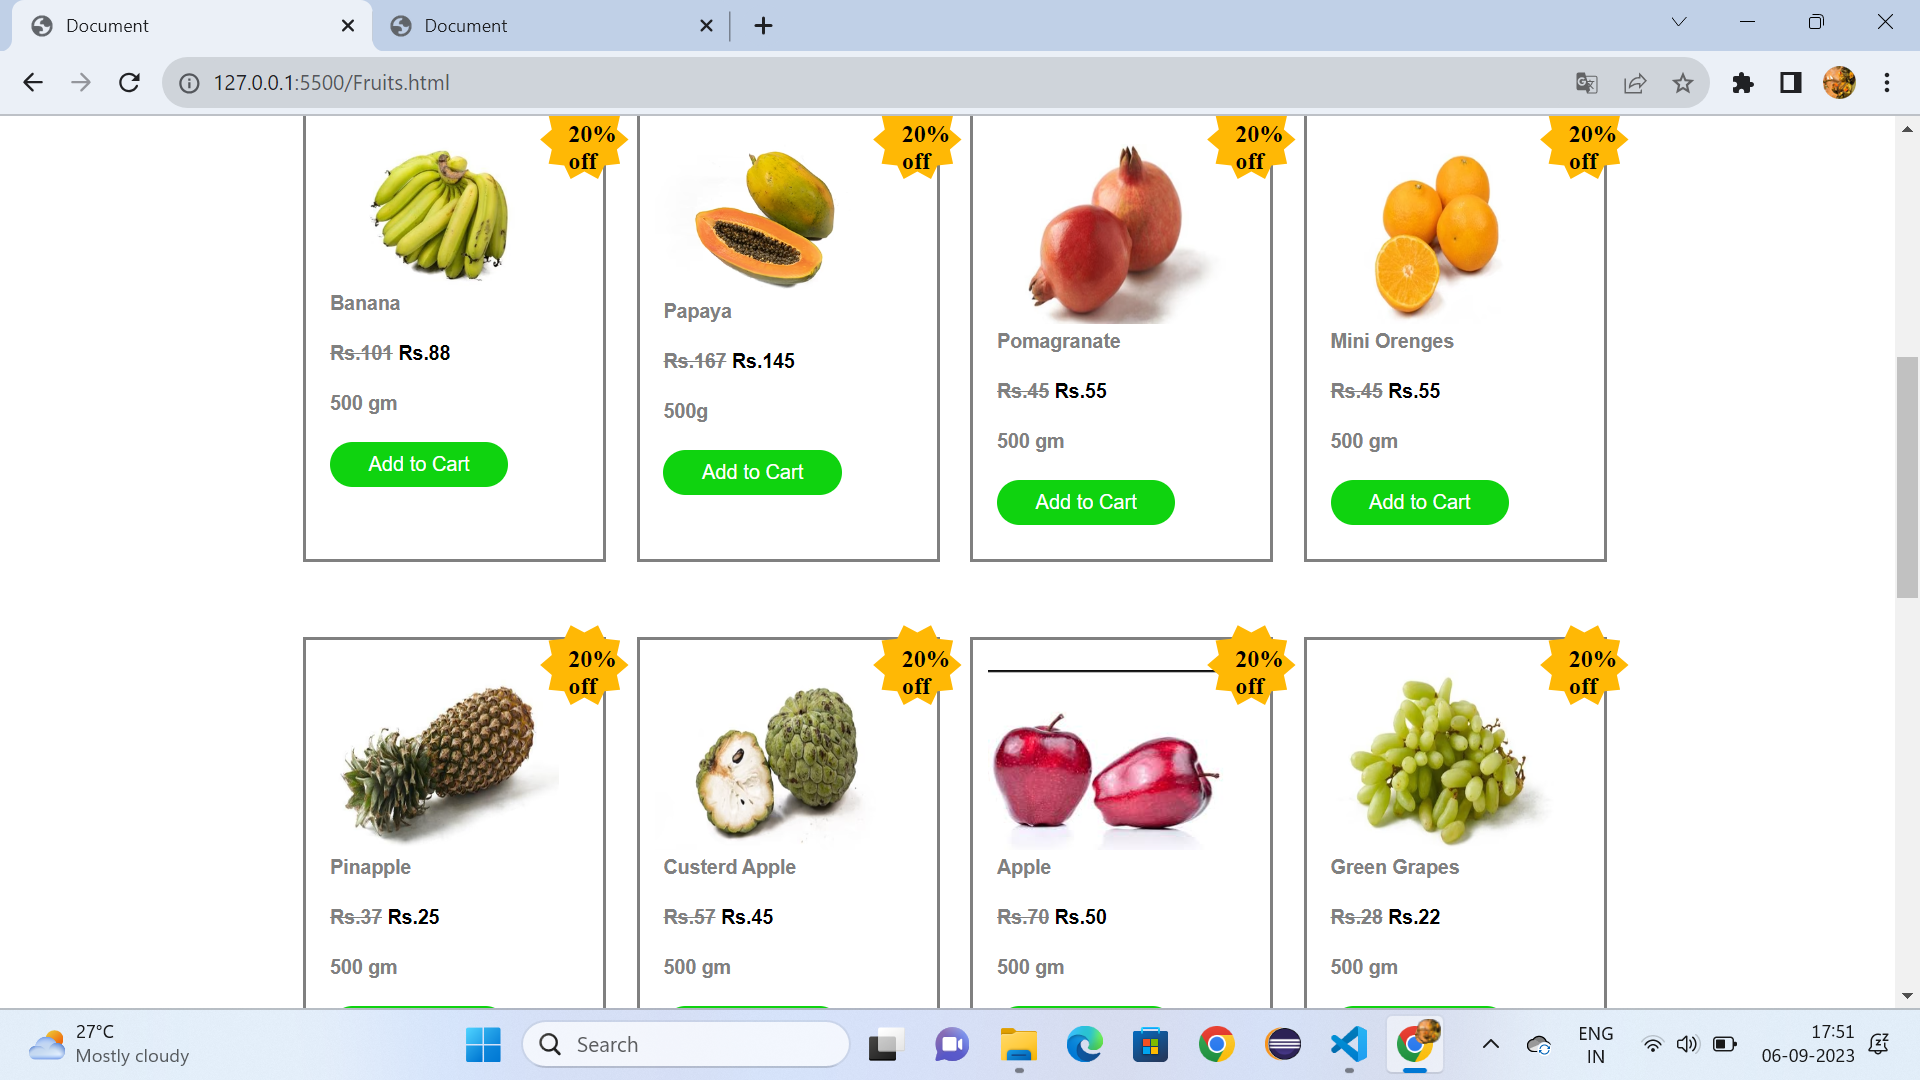 Document
Document
127.0.0.1:5500/Fruits.html
20%
off
20%
off
20%
off
20%
off
Banana
Papaya
Pomagranate
Mini Orenges
Rs.101 Rs.88
Rs.167 Rs.145
Rs.45 Rs.55
Rs.45 Rs.55
500 gm
500g
500 gm
500 gm
Add to Cart
Add to Cart
Add to Cart
Add to Cart
20%
off
20%
off
20%
off
20%
off
Pinapple
Custerd Apple
Apple
Green Grapes
Rs.37 Rs.25
Rs.57 Rs.45
Rs.70 Rs.50
Rs.28 Rs.22
500 gm
500 gm
500 gm
500 gm
27°C
Mostly cloudy
Search
ENG
IN
17:51
06-09-2023